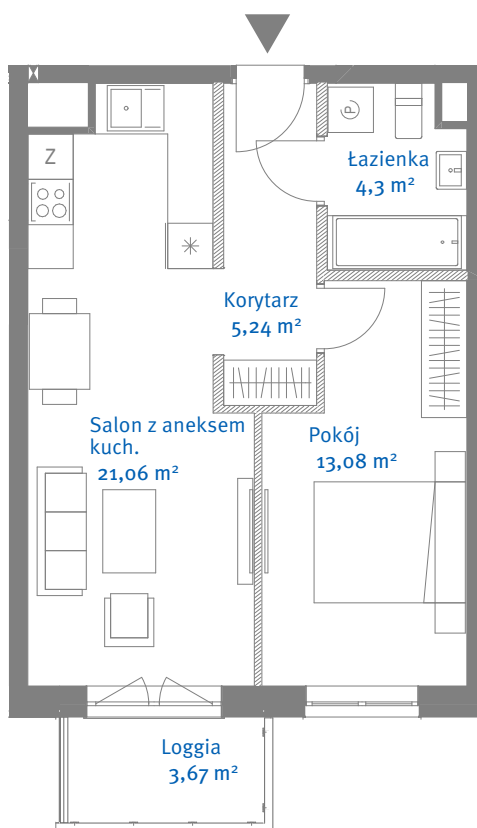 Z
P
Łazienka
4,3 m²
Korytarz
5,24 m²
Salon z aneksem
kuch.
21,06 m²
Pokój
13,08 m²
Loggia
3,67 m²